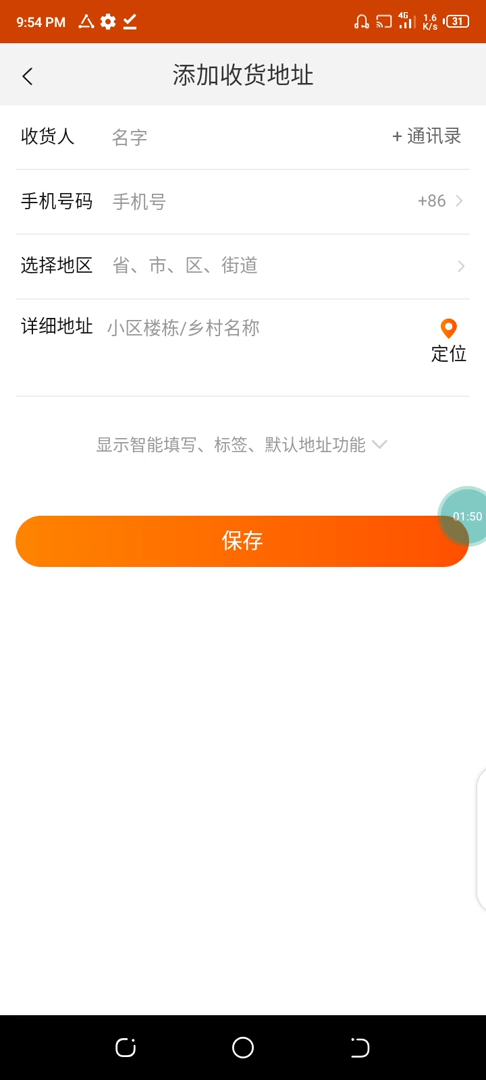 9:54 PM 4G 1.6 K/s 31
添加收货地址
收货人 名字 + 通讯录
手机号码 手机号 +86
选择地区 省、市、区、街道
详细地址 小区楼栋/乡村名称
定位
显示智能填写、标签、默认地址功能
01:50
保存